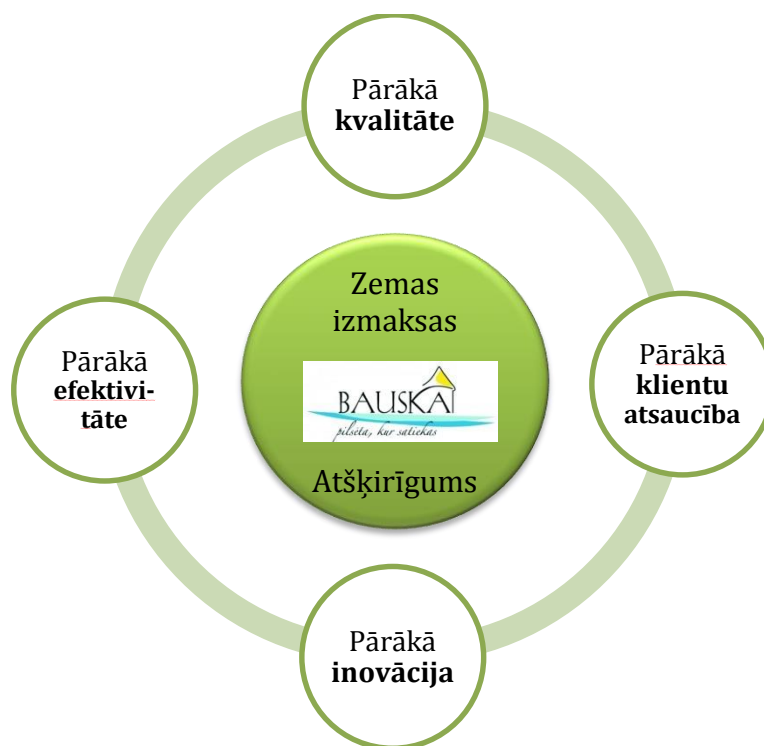 Pārākā
kvalitāte
Zemas
izmaksas
BAUSKA
pilsēta, kur satiekas
Atšķirīgums
Pārākā
efektivi-
tāte
Pārākā
klientu
atsaucība
Pārākā
inovācija